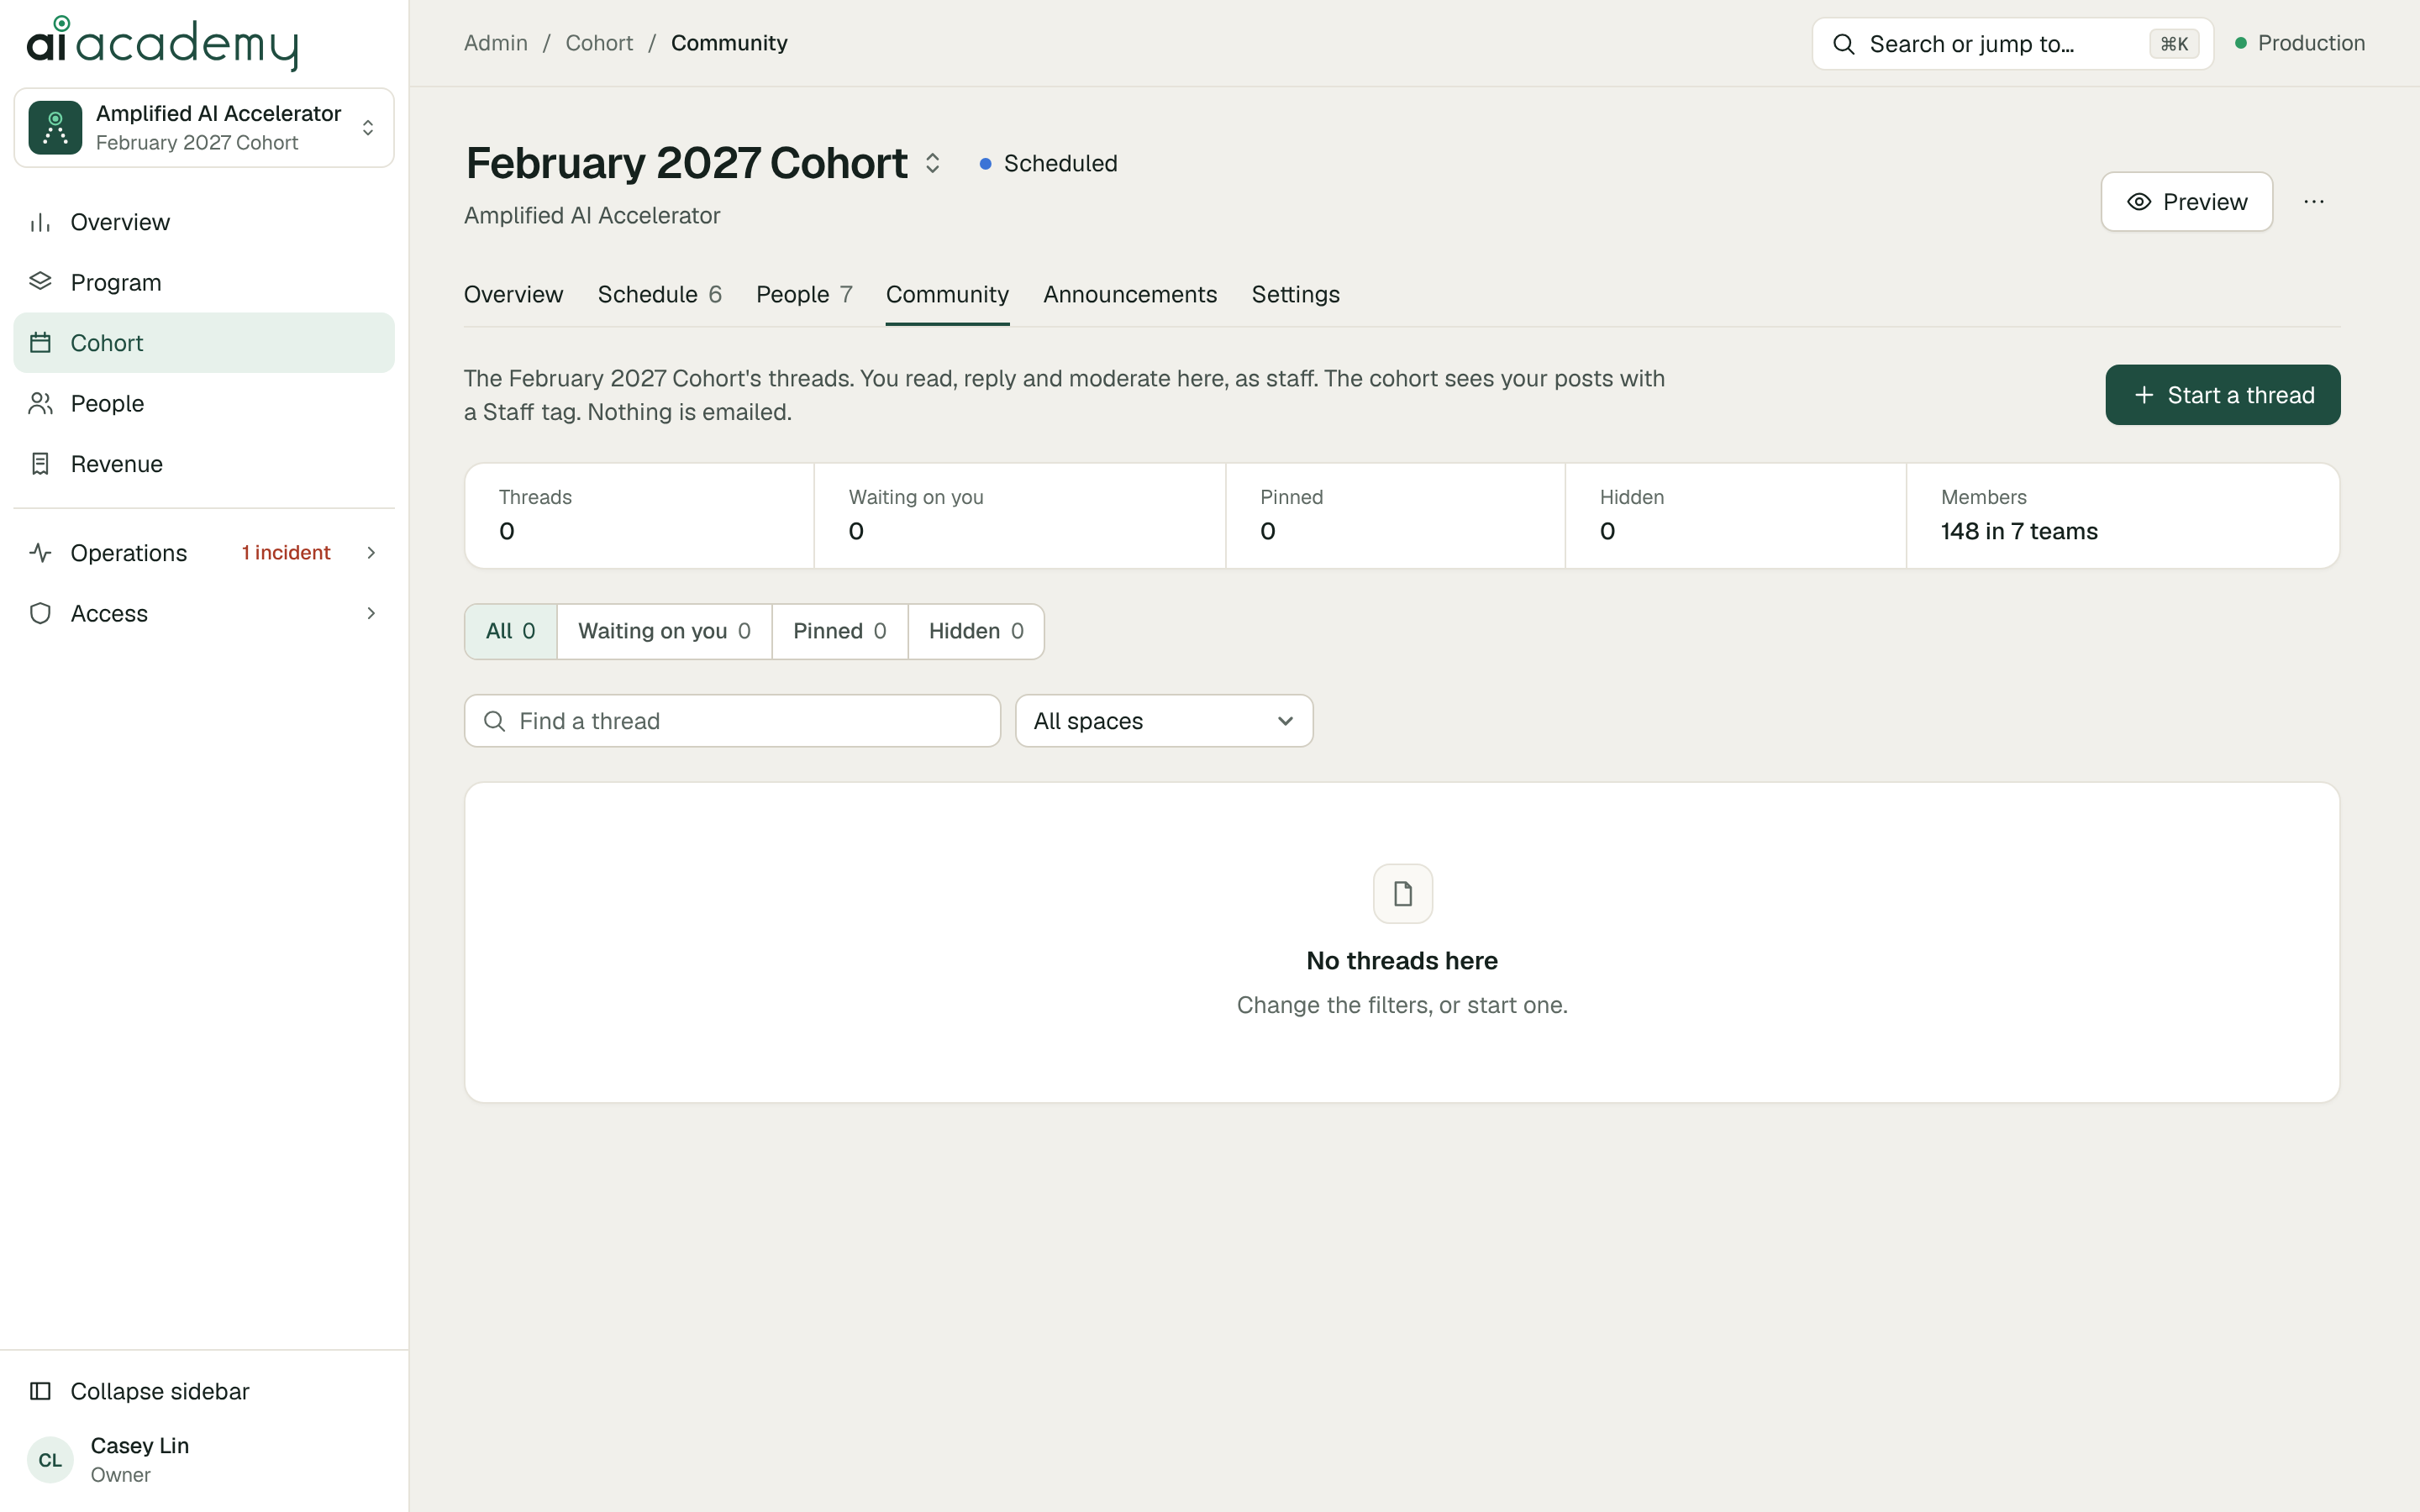 ai academy
Amplified AI Accelerator
February 2027 Cohort
Overview
Program
Cohort
People
Revenue
Operations 1 incident
Access
Collapse sidebar
CL
Casey Lin
Owner
Admin / Cohort / Community
Search or jump to... ⌘K
Production
February 2027 Cohort
Scheduled
Amplified AI Accelerator
Preview
Overview Schedule 6 People 7 Community Announcements Settings
The February 2027 Cohort's threads. You read, reply and moderate here, as staff. The cohort sees your posts with
a Staff tag. Nothing is emailed.
Start a thread
Threads
0
Waiting on you
0
Pinned
0
Hidden
0
Members
148 in 7 teams
All 0 Waiting on you 0 Pinned 0 Hidden 0
Find a thread
All spaces
No threads here
Change the filters, or start one.